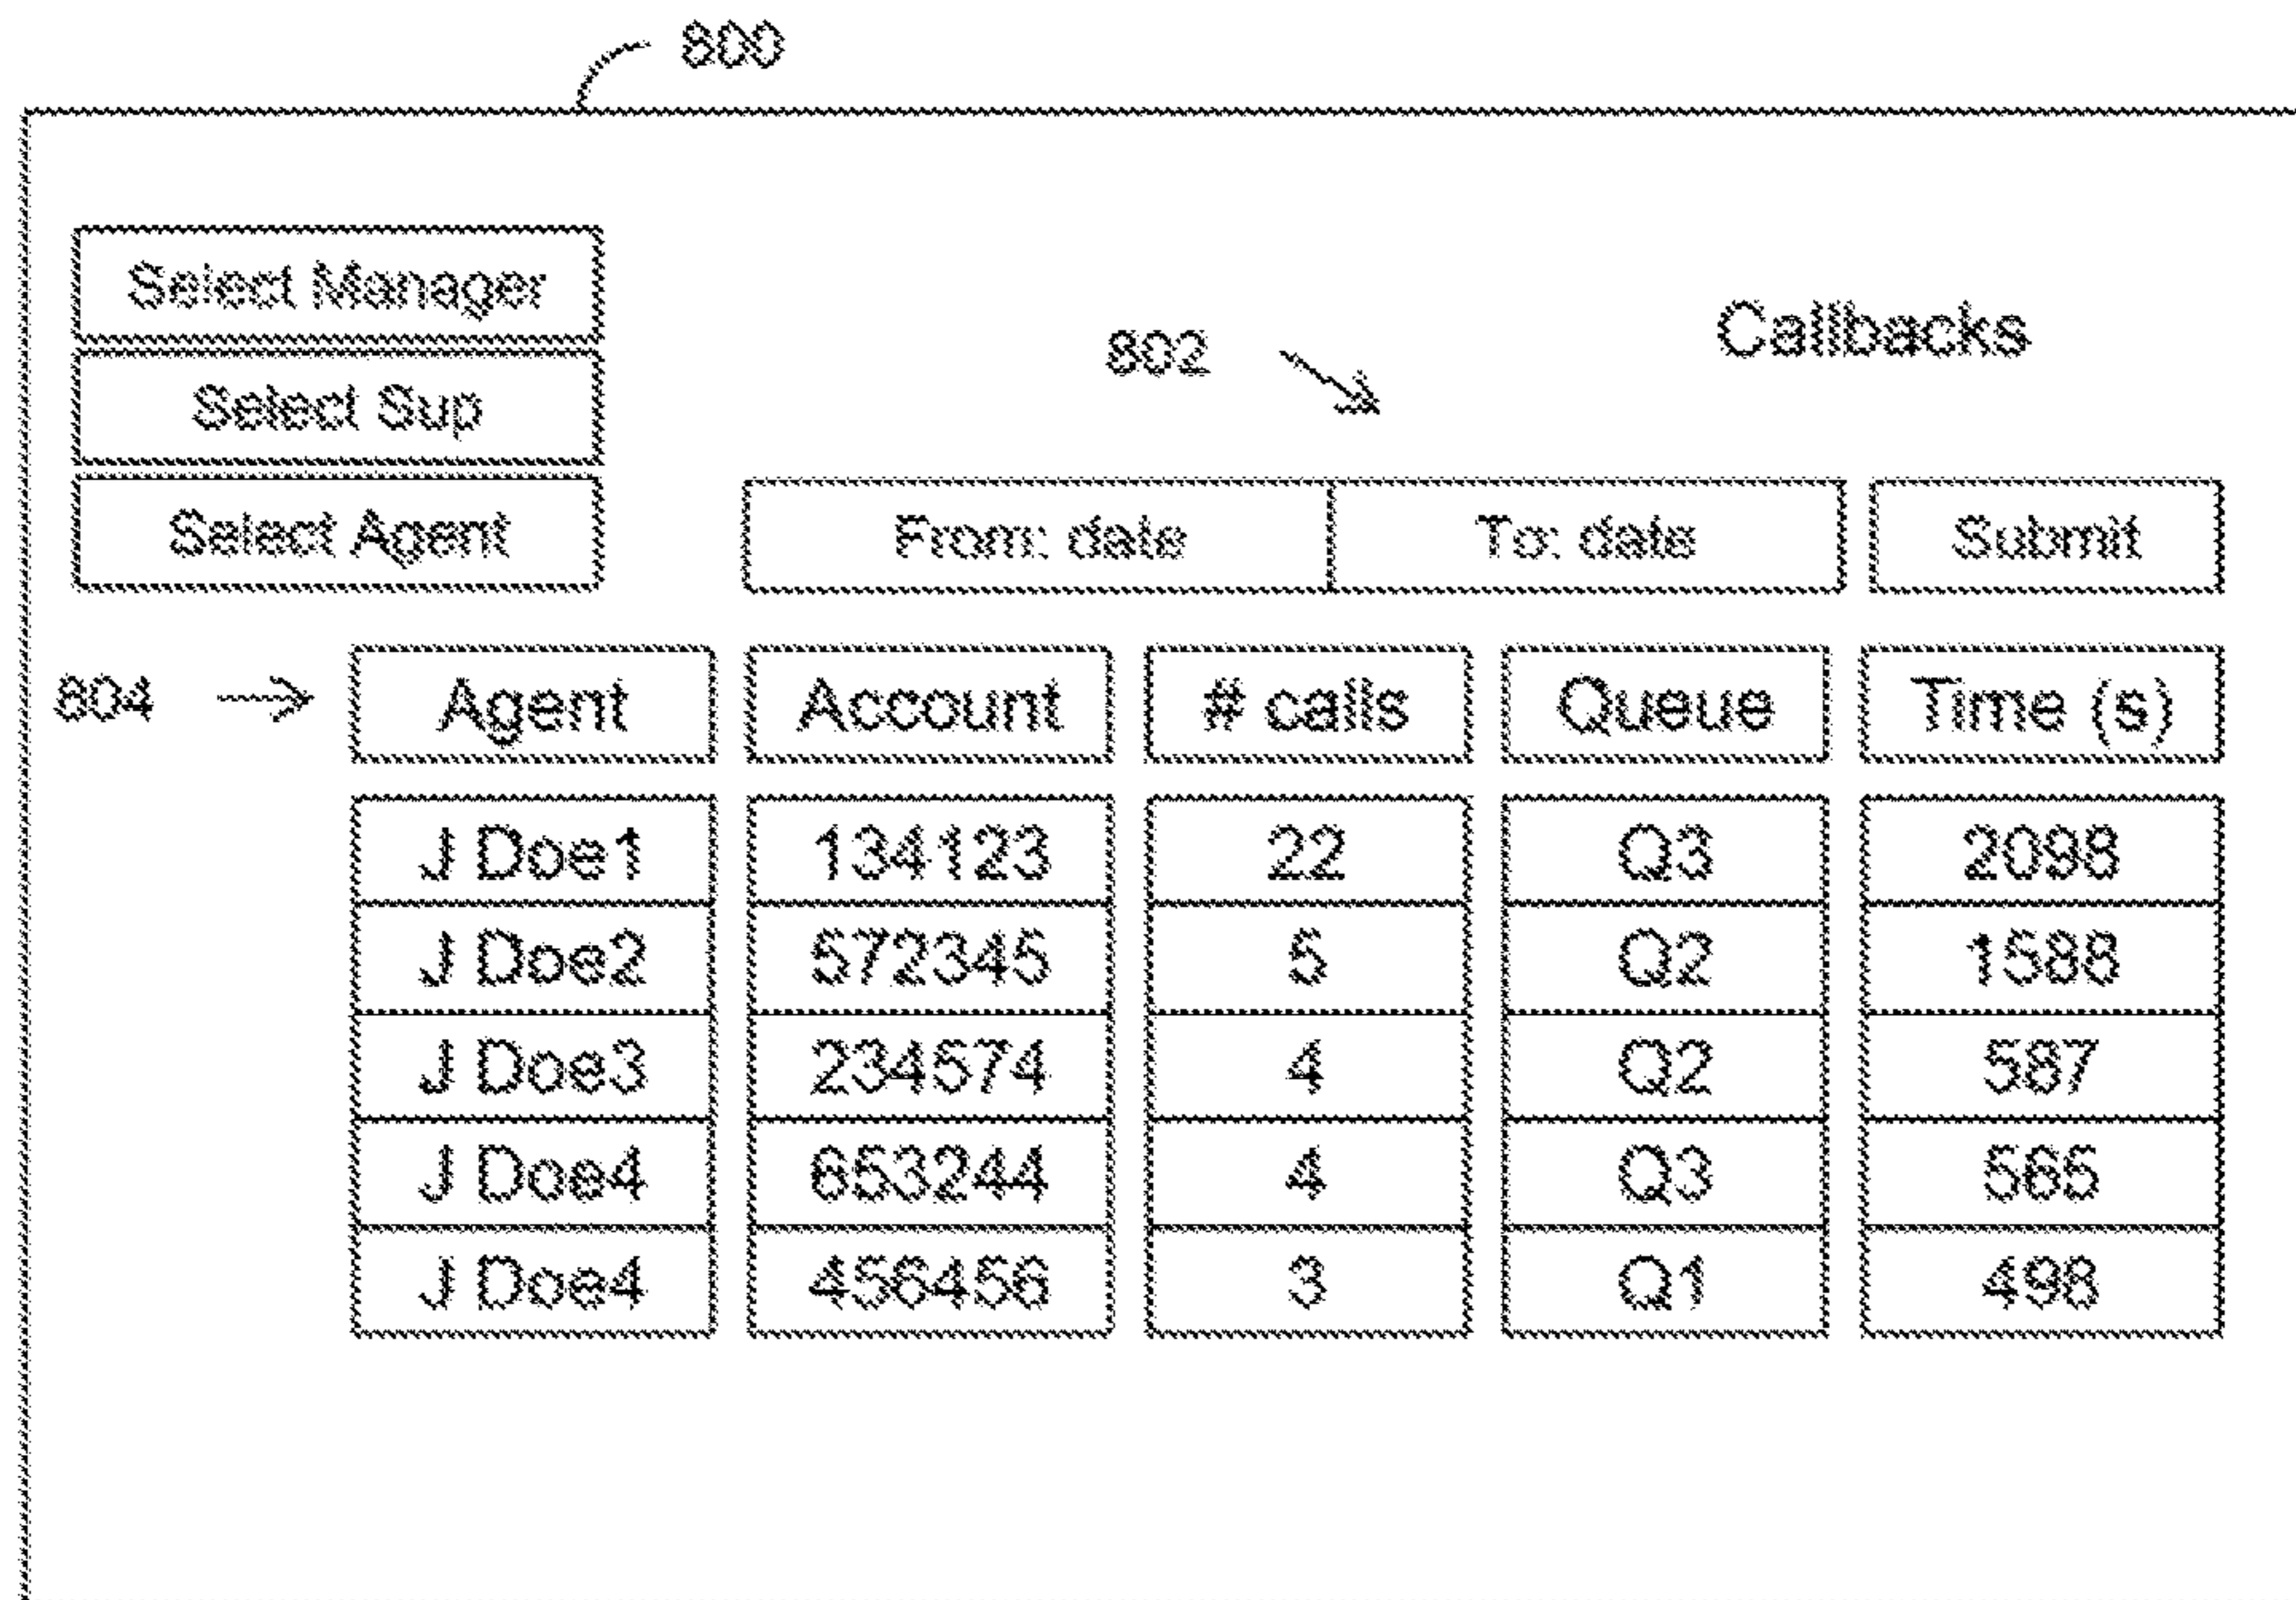 800
Select Manager
Select Sup
Select Agent
802
Callbacks
From: date To: date Submit
804 Agent Account # calls Queue Time (s)
J Doe1 134123 22 Q3 2098
J Doe2 572345 5 Q2 1588
J Doe3 234574 4 Q2 587
J Doe4 653244 4 Q3 565
J Doe4 456456 3 Q1 498